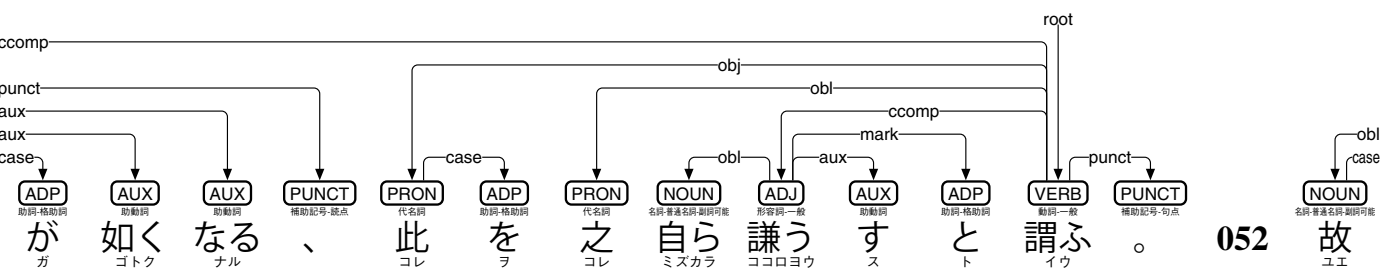 root
ccomp
obj
punct obl
aux ccomp
aux mark obl
case case obl aux punct case
ADP AUX AUX PUNCT PRON ADP PRON NOUN ADJ AUX ADP VERB PUNCT NOUN
助詞-格助詞 助動詞 助動詞 補助記号-読点 代名詞 助詞-格助詞 代名詞 名詞-普通名詞-副詞可能 形容詞-一般 助動詞 助詞-格助詞 動詞-一般 補助記号-句点 名詞-普通名詞-副詞可能
が 如く なる 、 此 を 之 自ら 謙う す と 謂ふ 。 052 故
ガ ゴトク ナル コレ ヲ コレ ミズカラ ココロヨウ ス ト イウ ユエ